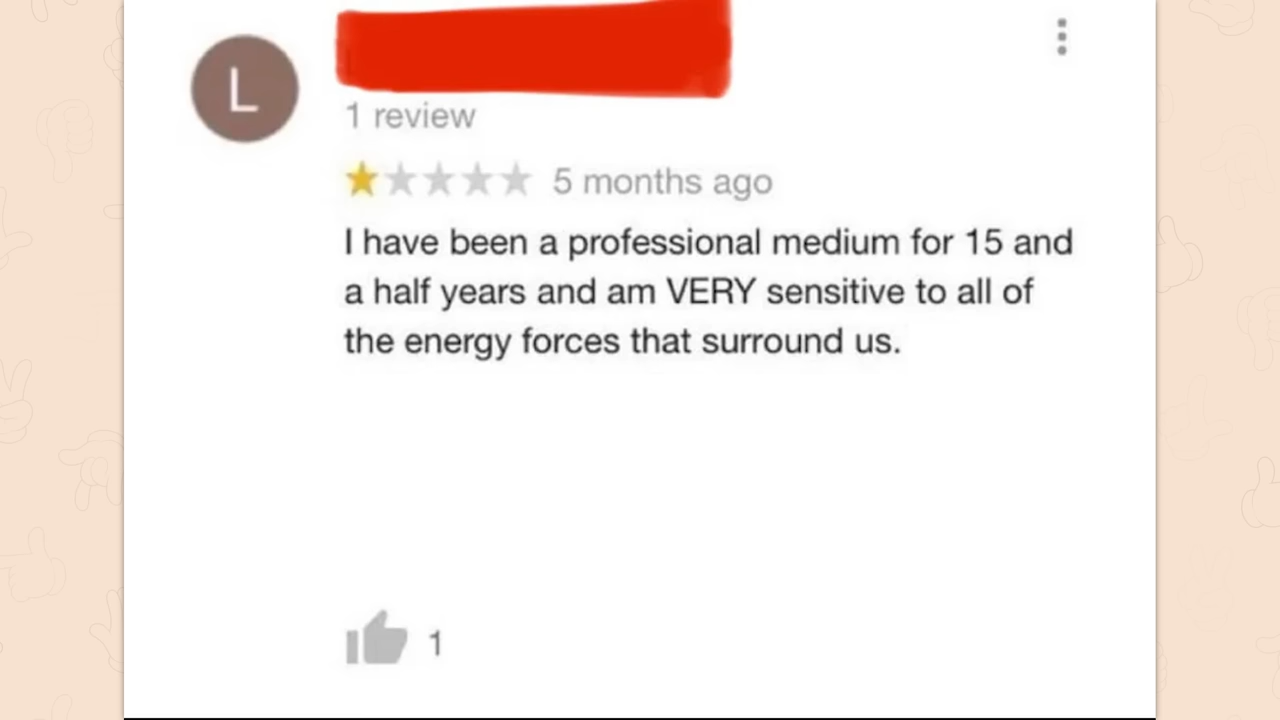 L
1 review
5 months ago
I have been a professional medium for 15 and
a half years and am VERY sensitive to all of
the energy forces that surround us.
1